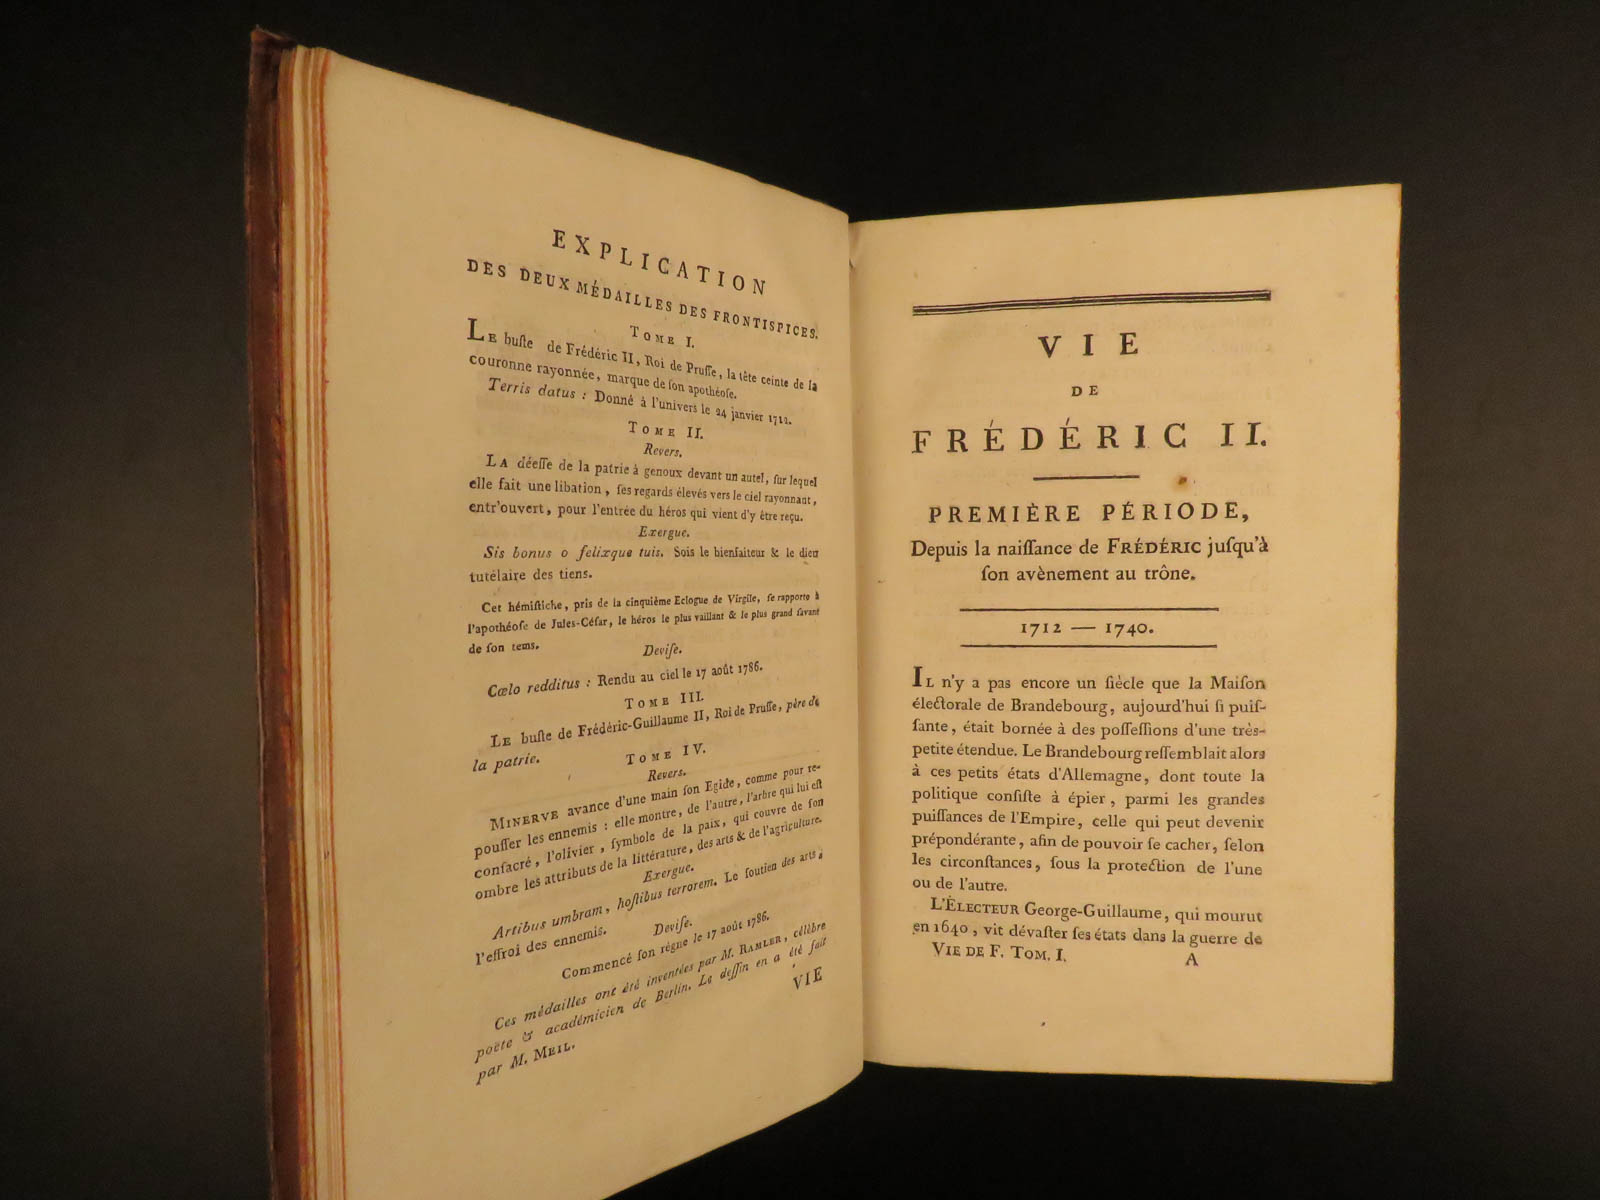 EXPLICATION
DES DEUX MÉDAILLES DES FRONTISPICES.
TOME I.
LE buſte de Frédéric II, Roi de Pruſſe, la tête ceinte de la
couronne rayonnée, marque de ſon apothéoſe.
Terris datus : Donné à l'univers le 24 janvier 1712.
TOME II.
Revers.
LA déeſſe de la patrie à genoux devant un autel, ſur lequel
elle fait une libation, ſes regards élevés vers le ciel rayonnant,
entr'ouvert, pour l'entrée du héros qui vient d'y être reçu.
Exergue.
Sis bonus o felixque tuis. Sois le bienfaiteur & le dieu
tutélaire des tiens.
Cet hémiſtiche, pris de la cinquième Eclogue de Virgile, ſe rapporte à
l'apothéoſe de Jules-Céſar, le héros le plus vaillant & le plus grand ſavant
de ſon tems.
Deviſe.
Cœlo redditus : Rendu au ciel le 17 août 1786.
TOME III.
LE buſte de Frédéric-Guillaume II, Roi de Pruſſe, père de
la patrie.
TOME IV.
Revers.
MINERVE avance d'une main ſon Egide, comme pour re-
pouſſer les ennemis : elle montre, de l'autre, l'arbre qui lui eſt
conſacré, l'olivier, ſymbole de la paix, qui couvre de ſon
ombre les attributs de la littérature, des arts & de l'agriculture.
Exergue.
Artibus umbram, hoſtibus terrorem. Le ſoutien des arts,
l'effroi des ennemis.
Deviſe.
Commencé ſon règne le 17 août 1786.
Ces médailles ont été inventées par M. RAMLER, célèbre
poëte & académicien de Berlin. Le deſſin en a été fait
par M. MEIL.
VIE
VIE
DE
FRÉDÉRIC II.
PREMIÈRE PÉRIODE,
Depuis la naiſſance de FRÉDÉRIC juſqu'à
ſon avènement au trône.
1712 — 1740.
IL n'y a pas encore un ſiècle que la Maiſon
électorale de Brandebourg, aujourd'hui ſi puiſ-
ſante, était bornée à des poſſeſſions d'une très-
petite étendue. Le Brandebourg reſſemblait alors
à ces petits états d'Allemagne, dont toute la
politique conſiſte à épier, parmi les grandes
puiſſances de l'Empire, celle qui peut devenir
prépondérante, afin de pouvoir ſe cacher, ſelon
les circonſtances, ſous la protection de l'une
ou de l'autre.
L'ÉLECTEUR George-Guillaume, qui mourut
en 1640, vit dévaſter ſes états dans la guerre de
VIE DE F. TOM. I.
A